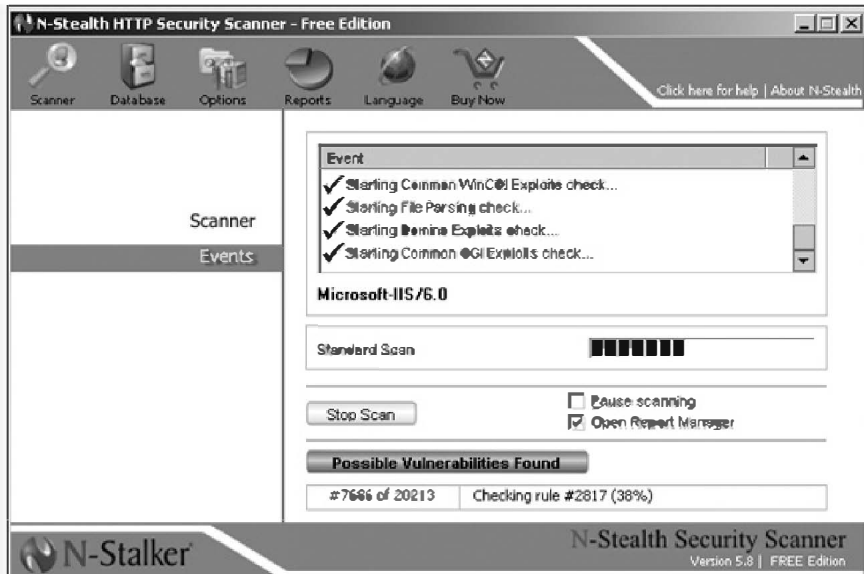 N-Stealth HTTP Security Scanner - Free Edition
Scanner Database Options Reports Language Buy Now
Click here for help | About N-Stealth
Scanner
Events
Event
Starting Common WinCGI Exploits check...
Starting File Parsing check...
Starting Domino Exploits check...
Starting Common CGI Exploits check...
Microsoft-IIS/6.0
Standard Scan
Stop Scan
Pause scanning
Open Report Manager
Possible Vulnerabilities Found
#7686 of 20213 Checking rule #2817 (38%)
N-Stalker
N-Stealth Security Scanner
Version 5.8 | FREE Edition